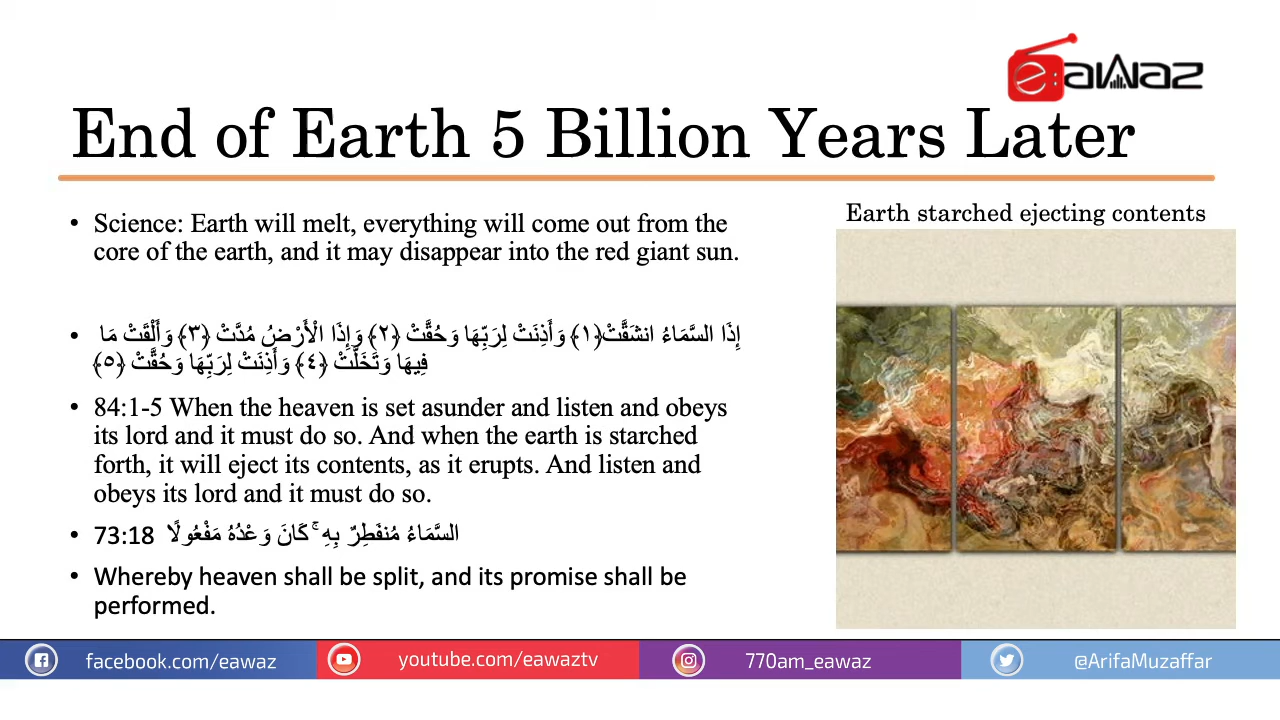 e:awaz
End of Earth 5 Billion Years Later
• Science: Earth will melt, everything will come out from the
core of the earth, and it may disappear into the red giant sun.
• إِذَا السَّمَاءُ انشَقَّتْ ﴿١﴾ وَأَذِنَتْ لِرَبِّهَا وَحُقَّتْ ﴿٢﴾ وَإِذَا الْأَرْضُ مُدَّتْ ﴿٣﴾ وَأَلْقَتْ مَا
فِيهَا وَتَخَلَّتْ ﴿٤﴾ وَأَذِنَتْ لِرَبِّهَا وَحُقَّتْ ﴿٥﴾
• 84:1-5 When the heaven is set asunder and listen and obeys
its lord and it must do so. And when the earth is starched
forth, it will eject its contents, as it erupts. And listen and
obeys its lord and it must do so.
• 73:18 السَّمَاءُ مُنفَطِرٌ بِهِ ۚ كَانَ وَعْدُهُ مَفْعُولًا
• Whereby heaven shall be split, and its promise shall be
performed.
Earth starched ejecting contents
facebook.com/eawaz
youtube.com/eawaztv
770am_eawaz
@ArifaMuzaffar